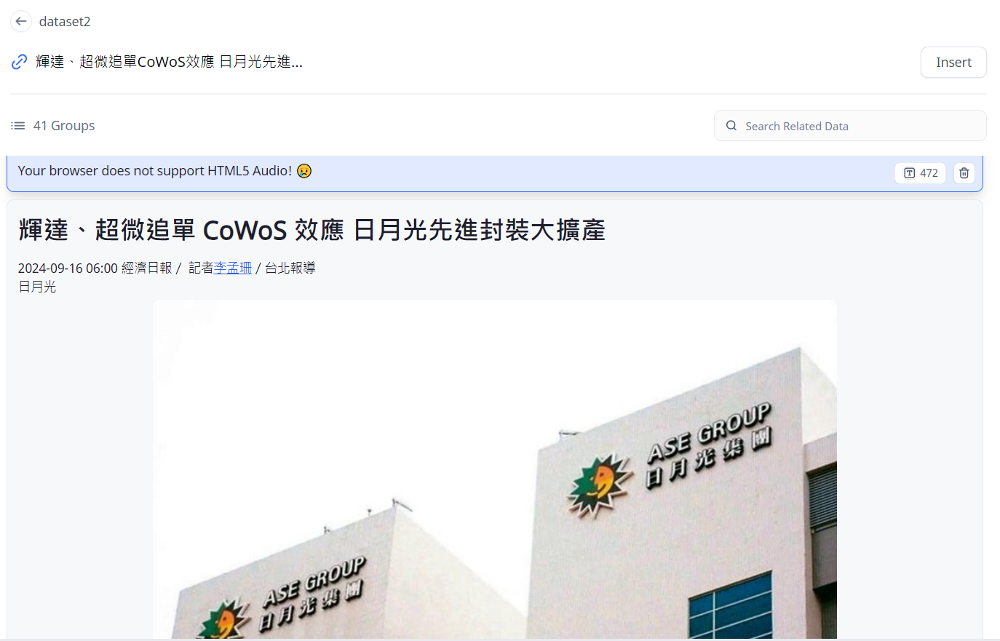 dataset2
輝達、超微追單CoWoS效應 日月光先進...
Insert
41 Groups
Search Related Data
Your browser does not support HTML5 Audio! 😥
472
輝達、超微追單 CoWoS 效應 日月光先進封裝大擴產
2024-09-16 06:00 經濟日報 / 記者李孟珊 / 台北報導
日月光
ASE GROUP
日月光集團
ASE GROUP
日月光集團